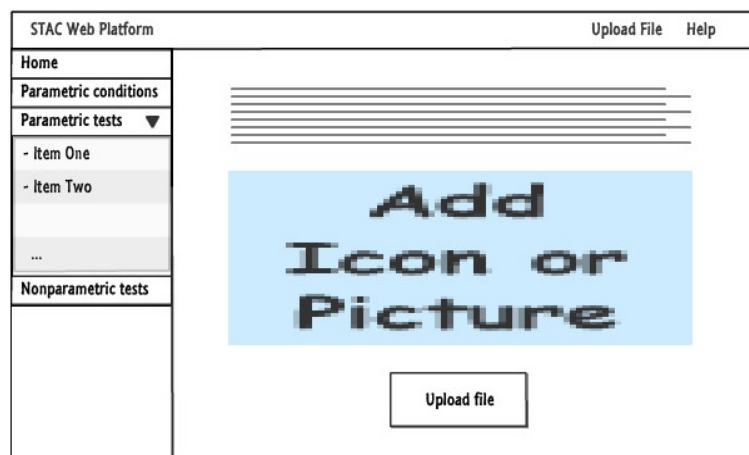 STAC Web Platform
Upload File Help
Home
Parametric conditions
Parametric tests
- Item One
- Item Two
...
Nonparametric tests
Add
Icon or
Picture
Upload file